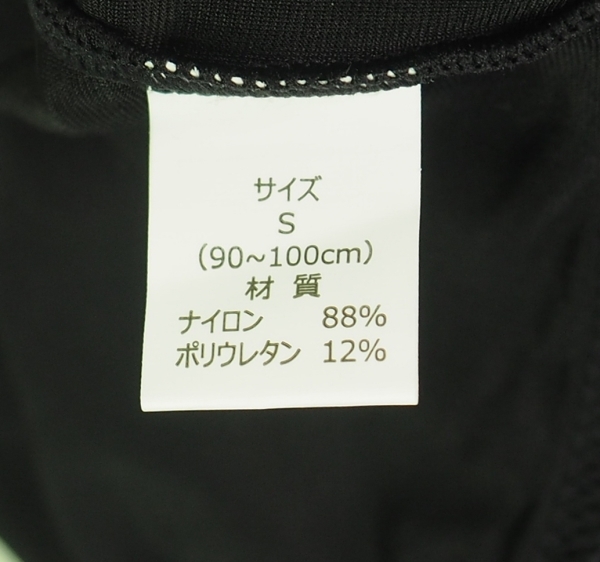 サイズ
S
（90~100cm）
材 質
ナイロン 88%
ポリウレタン 12%